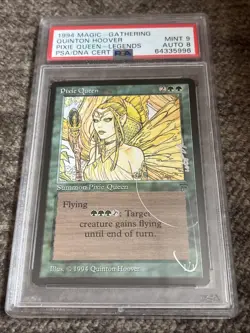 1994 MAGIC: GATHERING
QUINTON HOOVER
PIXIE QUEEN - LEGENDS
PSA/DNA CERT
MINT 9
AUTO 8
64335996
PSA
Pixie Queen
Summon Pixie Queen
Flying
: Target
creature gains flying
until end of turn.
Illus. © 1994 Quinton Hoover